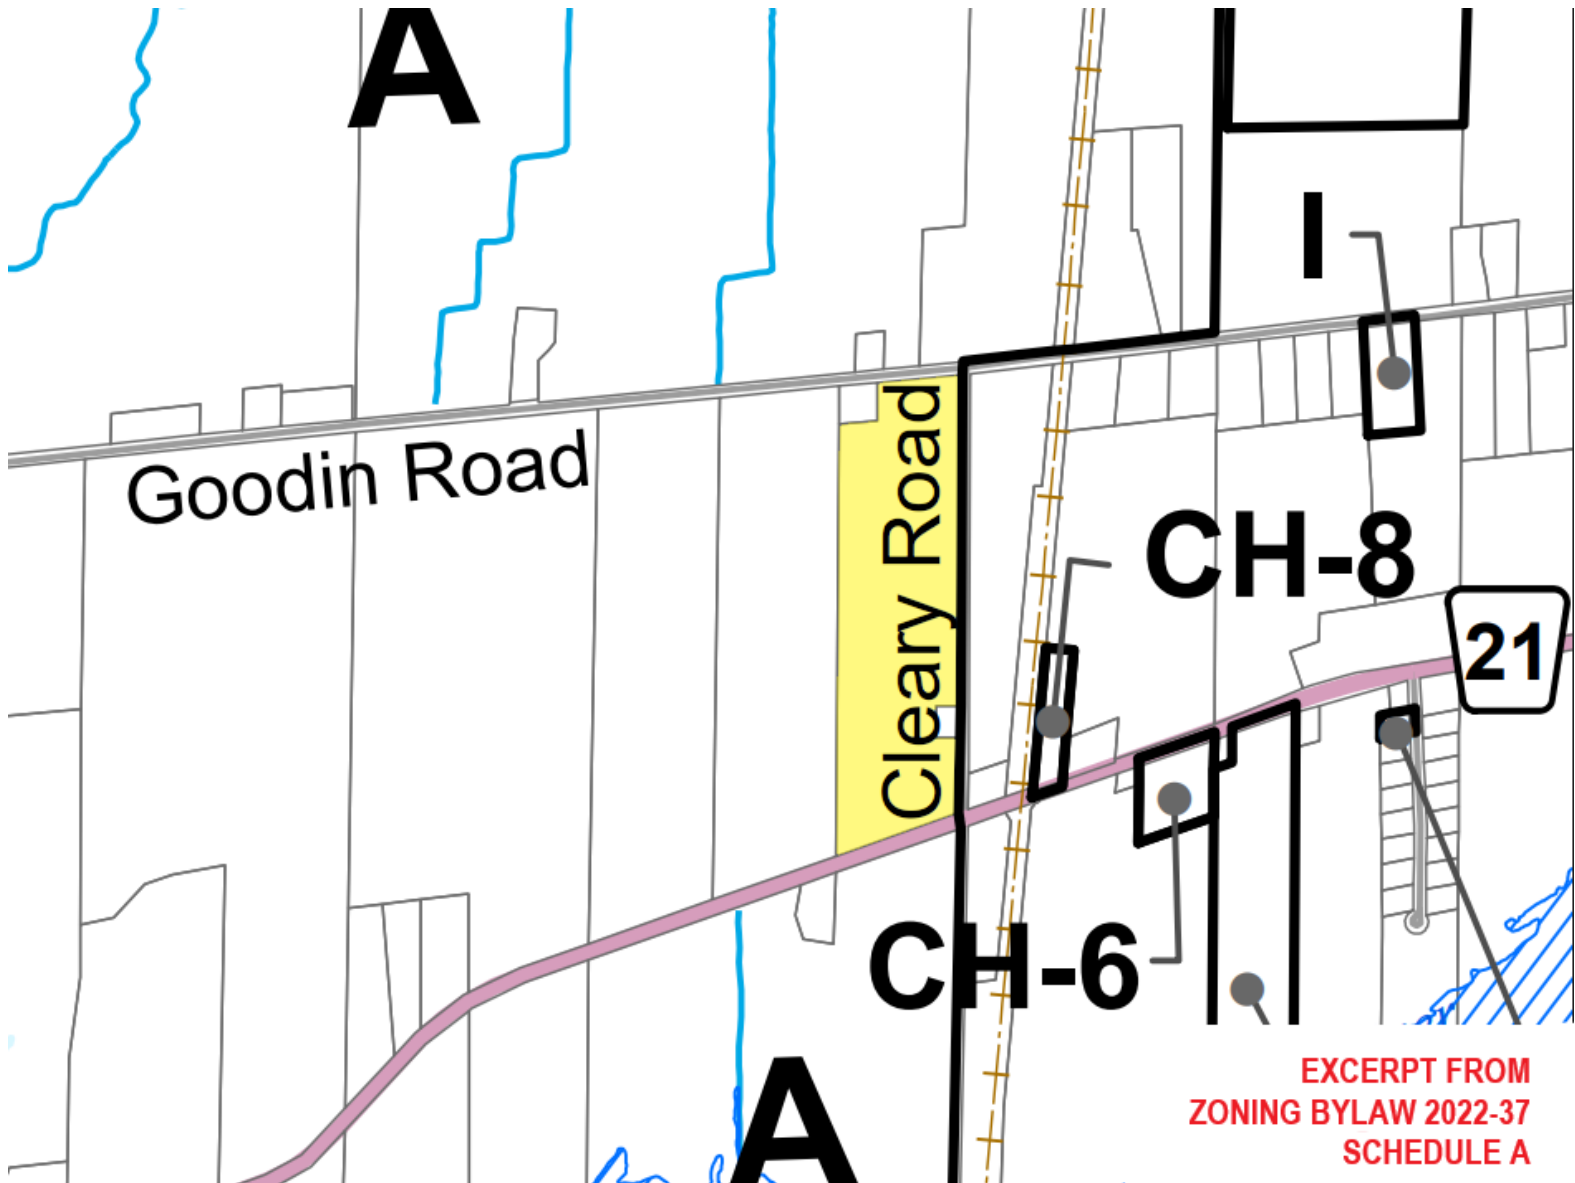 A
I
Goodin Road
Cleary Road
CH-8
21
CH-6
A
EXCERPT FROM
ZONING BYLAW 2022-37
SCHEDULE A